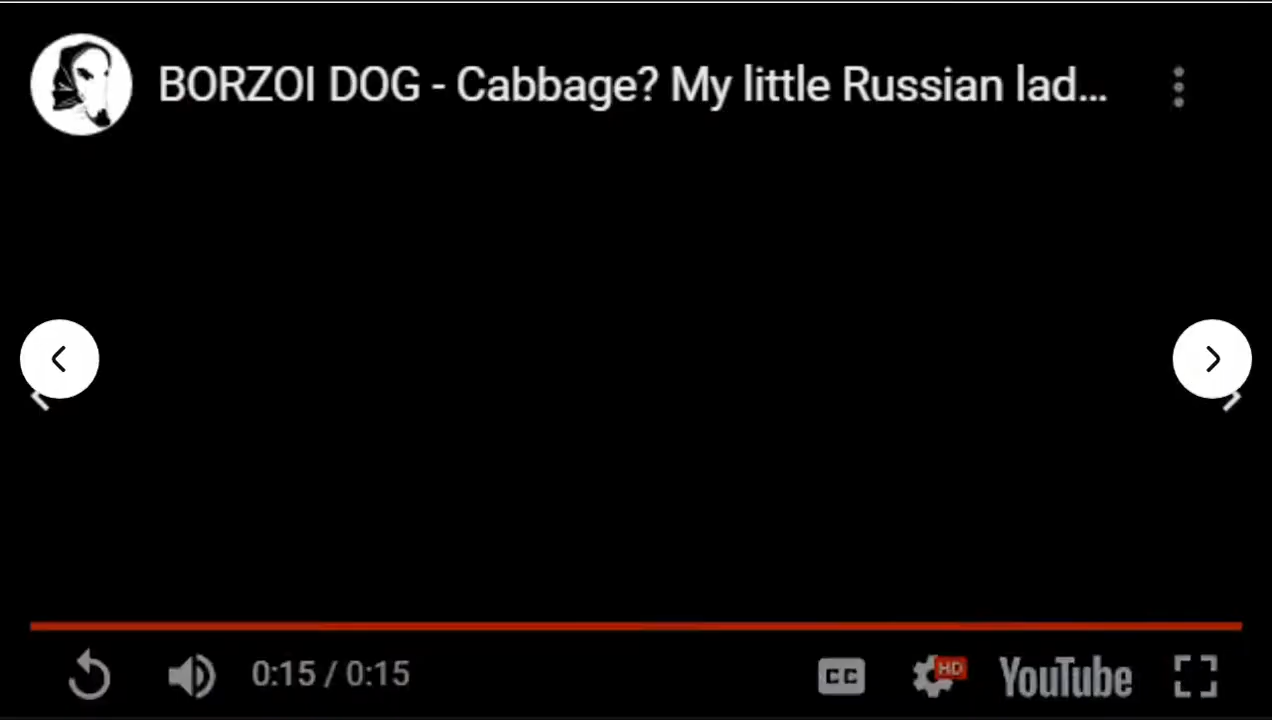 BORZOI DOG - Cabbage? My little Russian lad...
0:15 / 0:15
CC
HD
YouTube